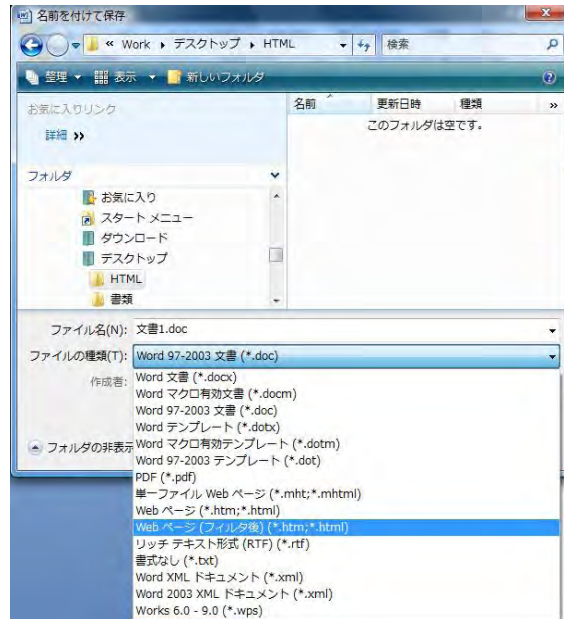 名前を付けて保存
« Work ▸ デスクトップ ▸ HTML 検索
整理 表示 新しいフォルダ
お気に入りリンク 名前 更新日時 種類 »
詳細 »
このフォルダは空です。
フォルダ
お気に入り
スタート メニュー
ダウンロード
デスクトップ
HTML
書類
ファイル名(N): 文書1.doc
ファイルの種類(T): Word 97-2003 文書 (*.doc)
作成者:
フォルダの非表示
Word 文書 (*.docx)
Word マクロ有効文書 (*.docm)
Word 97-2003 文書 (*.doc)
Word テンプレート (*.dotx)
Word マクロ有効テンプレート (*.dotm)
Word 97-2003 テンプレート (*.dot)
PDF (*.pdf)
単一ファイル Web ページ (*.mht;*.mhtml)
Web ページ (*.htm;*.html)
Web ページ (フィルタ後) (*.htm;*.html)
リッチ テキスト形式 (RTF) (*.rtf)
書式なし (*.txt)
Word XML ドキュメント (*.xml)
Word 2003 XML ドキュメント (*.xml)
Works 6.0 - 9.0 (*.wps)